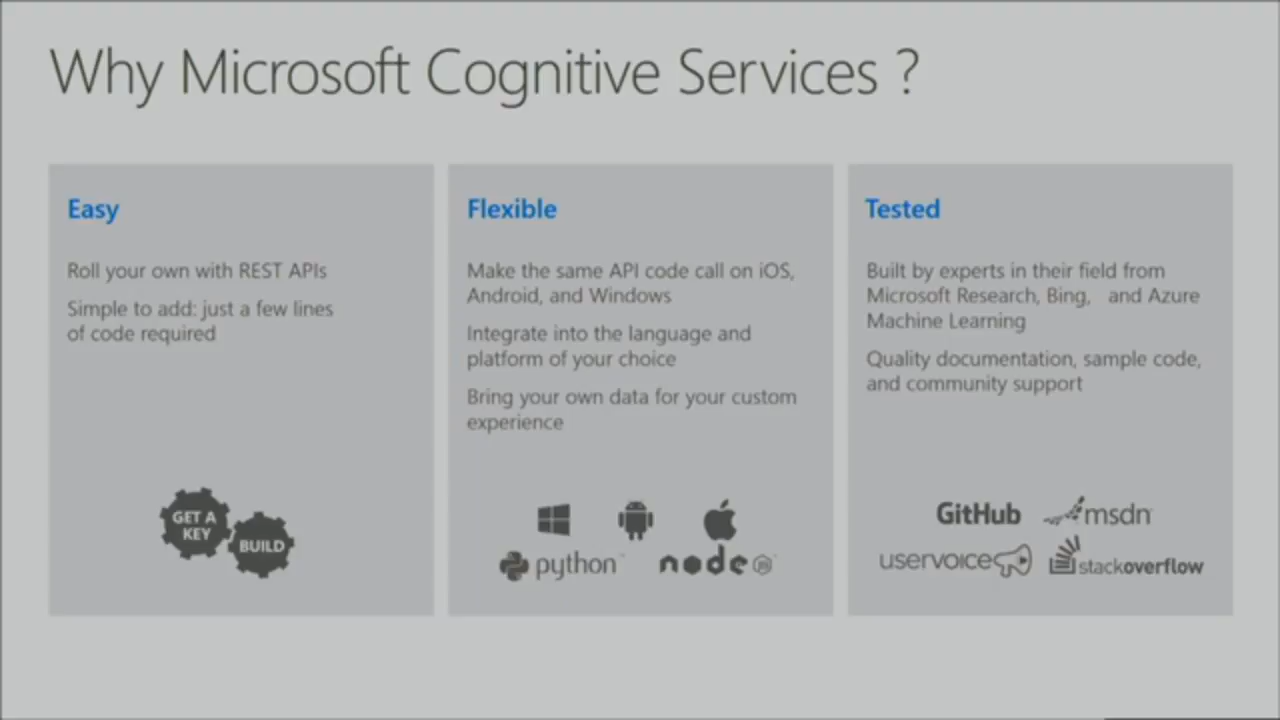 Why Microsoft Cognitive Services ?
Easy
Roll your own with REST APIs
Simple to add: just a few lines
of code required
GET A
KEY
BUILD
Flexible
Make the same API code call on iOS,
Android, and Windows
Integrate into the language and
platform of your choice
Bring your own data for your custom
experience
python
node
JS
Tested
Built by experts in their field from
Microsoft Research, Bing, and Azure
Machine Learning
Quality documentation, sample code,
and community support
GitHub
msdn
uservoice
stackoverflow